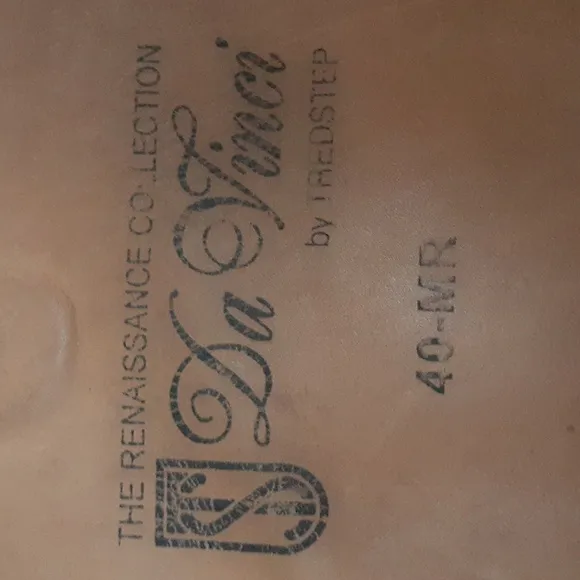 THE RENAISSANCE COLLECTION
Da Vinci
by TREDSTEP
40-MR